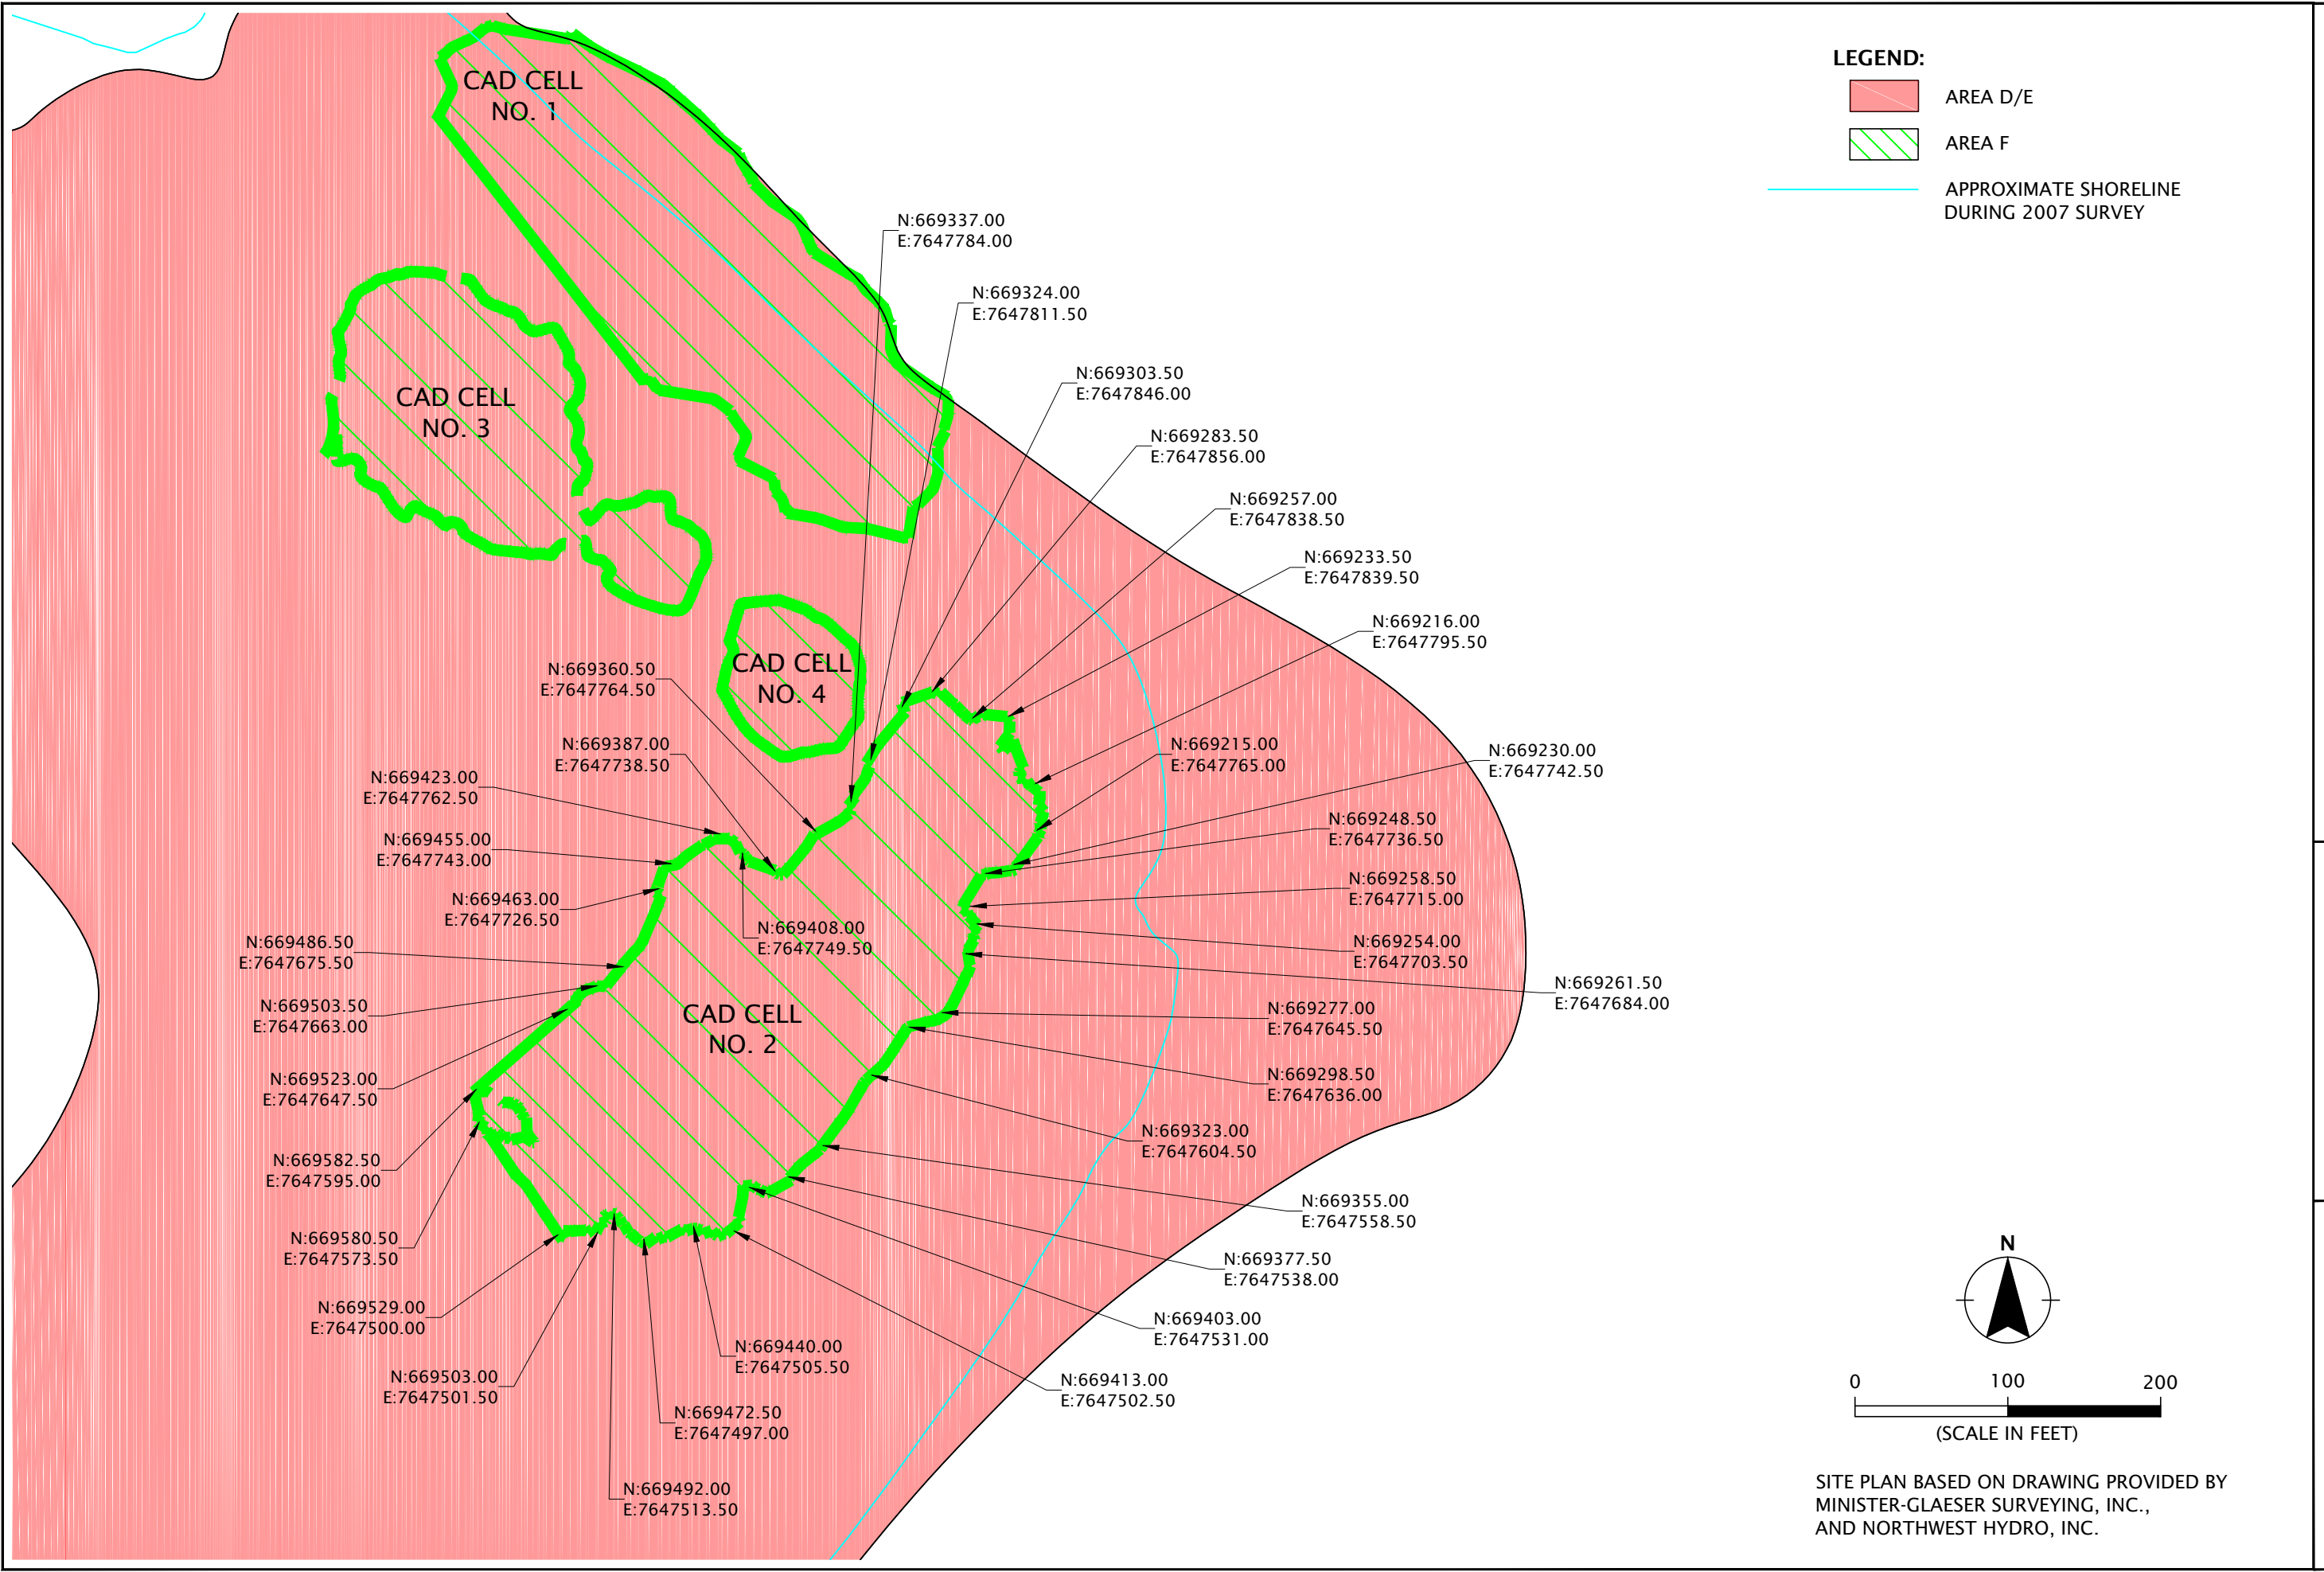 LEGEND:
AREA D/E
AREA F
APPROXIMATE SHORELINE
DURING 2007 SURVEY
CAD CELL
NO. 1
N:669337.00
E:7647784.00
N:669324.00
E:7647811.50
N:669303.50
E:7647846.00
CAD CELL
NO. 3
N:669283.50
E:7647856.00
N:669257.00
E:7647838.50
N:669233.50
E:7647839.50
N:669216.00
E:7647795.50
CAD CELL
NO. 4
N:669360.50
E:7647764.50
N:669387.00
E:7647738.50
N:669215.00
E:7647765.00
N:669230.00
E:7647742.50
N:669423.00
E:7647762.50
N:669248.50
E:7647736.50
N:669455.00
E:7647743.00
N:669258.50
E:7647715.00
N:669463.00
E:7647726.50
N:669408.00
E:7647749.50
N:669486.50
E:7647675.50
N:669254.00
E:7647703.50
N:669261.50
E:7647684.00
N:669503.50
E:7647663.00
CAD CELL
NO. 2
N:669277.00
E:7647645.50
N:669523.00
E:7647647.50
N:669298.50
E:7647636.00
N:669323.00
E:7647604.50
N:669582.50
E:7647595.00
N:669355.00
E:7647558.50
N:669580.50
E:7647573.50
N:669377.50
E:7647538.00
N:669529.00
E:7647500.00
N:669403.00
E:7647531.00
N:669440.00
E:7647505.50
N:669503.00
E:7647501.50
N:669413.00
E:7647502.50
N:669472.50
E:7647497.00
N:669492.00
E:7647513.50
N
0 100 200
(SCALE IN FEET)
SITE PLAN BASED ON DRAWING PROVIDED BY
MINISTER-GLAESER SURVEYING, INC.,
AND NORTHWEST HYDRO, INC.